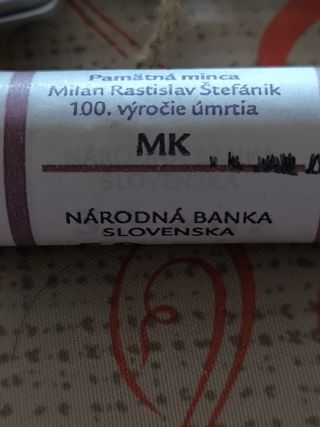 Pamätná minca
Milan Rastislav Štefánik
100. výročie úmrtia
MK
NÁRODNÁ BANKA
SLOVENSKA